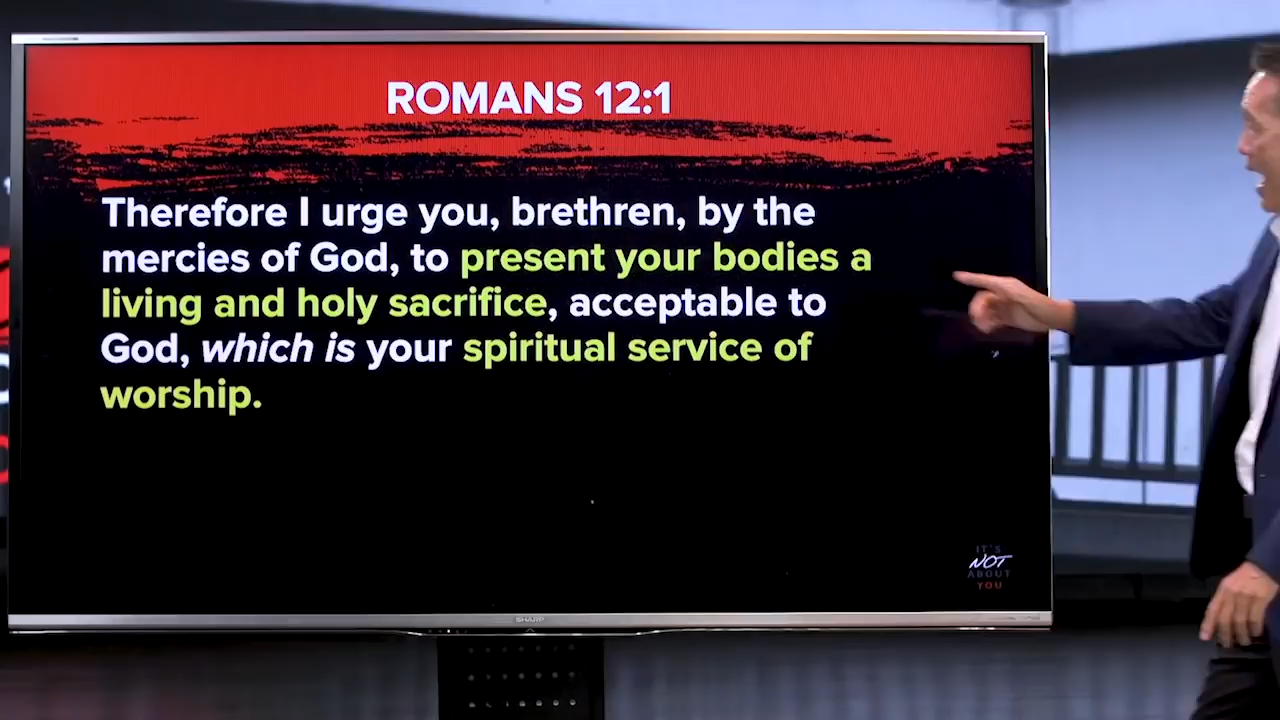 ROMANS 12:1
Therefore I urge you, brethren, by the
mercies of God, to present your bodies a
living and holy sacrifice, acceptable to
God, which is your spiritual service of
worship.
IT'S
NOT
ABOUT
YOU
SHARP